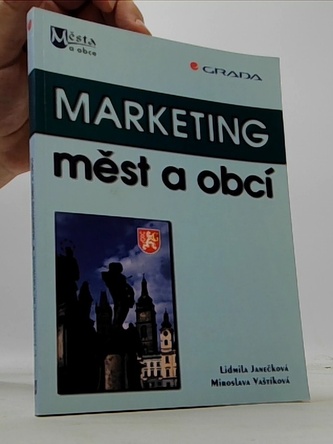 Města
a obce
GRADA
MARKETING
měst a obcí
Lidmila Janečková
Miroslava Vaštíková